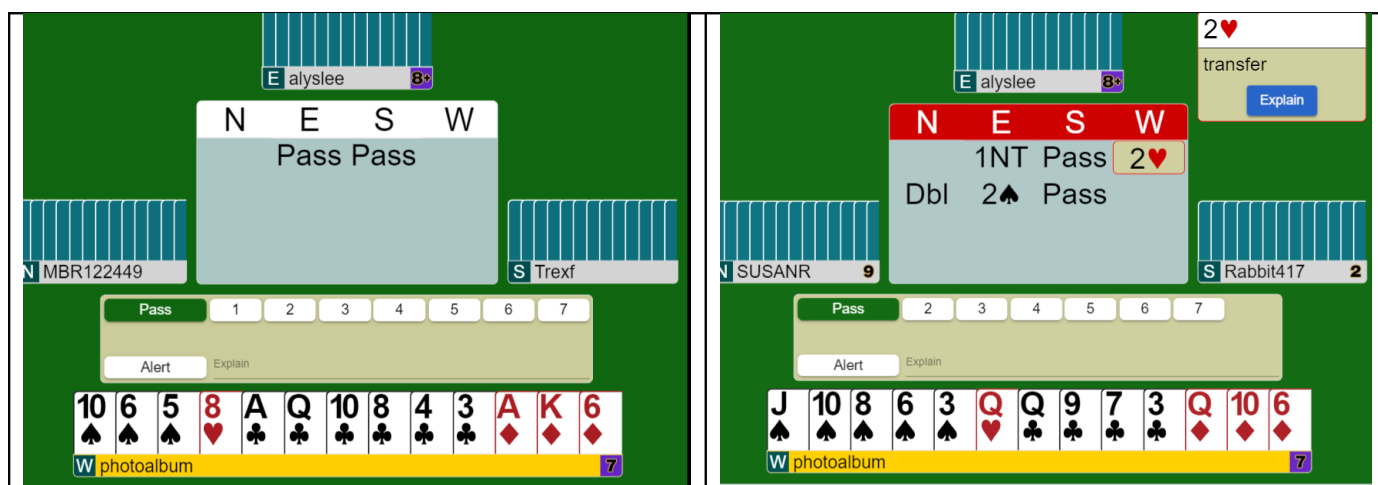 E alyslee 8+
N E S W
Pass Pass
N MBR122449
S Trexf
Pass 1 2 3 4 5 6 7
Alert Explain
10♠ 6♠ 5♠ 8♥ A♣ Q♣ 10♣ 8♣ 4♣ 3♣ A♦ K♦ 6♦
W photoalbum 7
2♥
transfer
Explain
E alyslee 8+
N E S W
1NT Pass 2♥
Dbl 2♠ Pass
N SUSANR 9
S Rabbit417 2
Pass 2 3 4 5 6 7
Alert Explain
J♠ 10♠ 8♠ 6♠ 3♠ Q♥ Q♣ 9♣ 7♣ 3♣ Q♦ 10♦ 6♦
W photoalbum 7